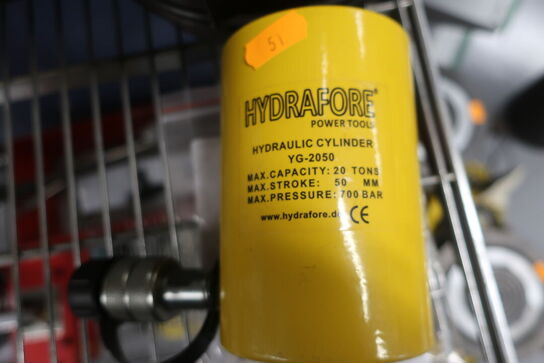 51
HYDRAFORE®
POWER TOOLS
HYDRAULIC CYLINDER
YG-2050
MAX.CAPACITY: 20 TONS
MAX.STROKE: 50 MM
MAX.PRESSURE: 700 BAR
www.hydrafore.de CE